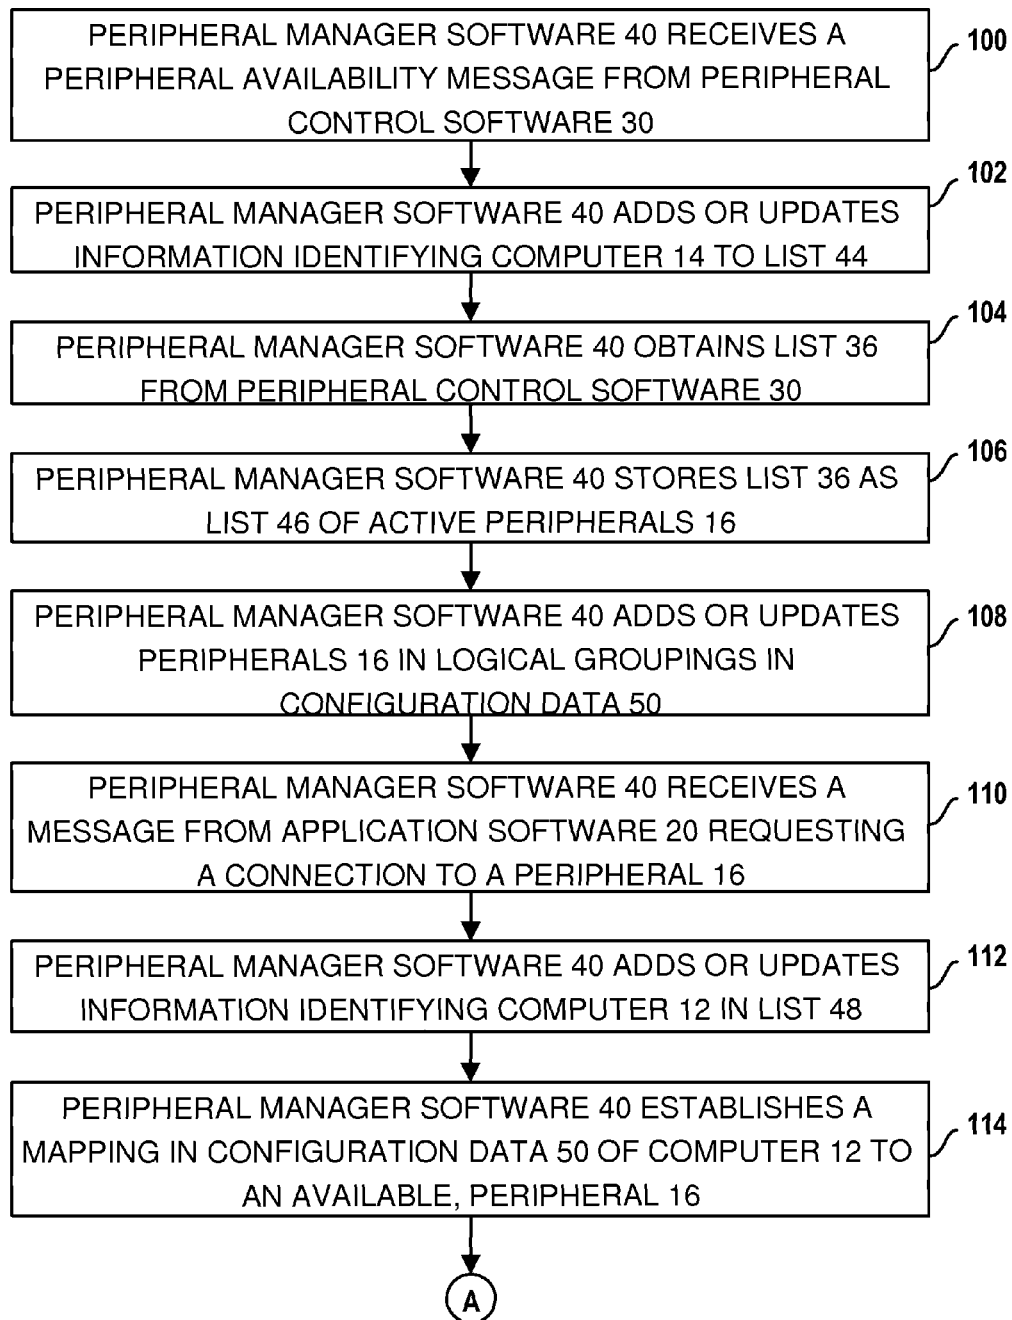 PERIPHERAL MANAGER SOFTWARE 40 RECEIVES A
PERIPHERAL AVAILABILITY MESSAGE FROM PERIPHERAL
CONTROL SOFTWARE 30
100
PERIPHERAL MANAGER SOFTWARE 40 ADDS OR UPDATES
INFORMATION IDENTIFYING COMPUTER 14 TO LIST 44
102
PERIPHERAL MANAGER SOFTWARE 40 OBTAINS LIST 36
FROM PERIPHERAL CONTROL SOFTWARE 30
104
PERIPHERAL MANAGER SOFTWARE 40 STORES LIST 36 AS
LIST 46 OF ACTIVE PERIPHERALS 16
106
PERIPHERAL MANAGER SOFTWARE 40 ADDS OR UPDATES
PERIPHERALS 16 IN LOGICAL GROUPINGS IN
CONFIGURATION DATA 50
108
PERIPHERAL MANAGER SOFTWARE 40 RECEIVES A
MESSAGE FROM APPLICATION SOFTWARE 20 REQUESTING
A CONNECTION TO A PERIPHERAL 16
110
PERIPHERAL MANAGER SOFTWARE 40 ADDS OR UPDATES
INFORMATION IDENTIFYING COMPUTER 12 IN LIST 48
112
PERIPHERAL MANAGER SOFTWARE 40 ESTABLISHES A
MAPPING IN CONFIGURATION DATA 50 OF COMPUTER 12 TO
AN AVAILABLE, PERIPHERAL 16
114
A